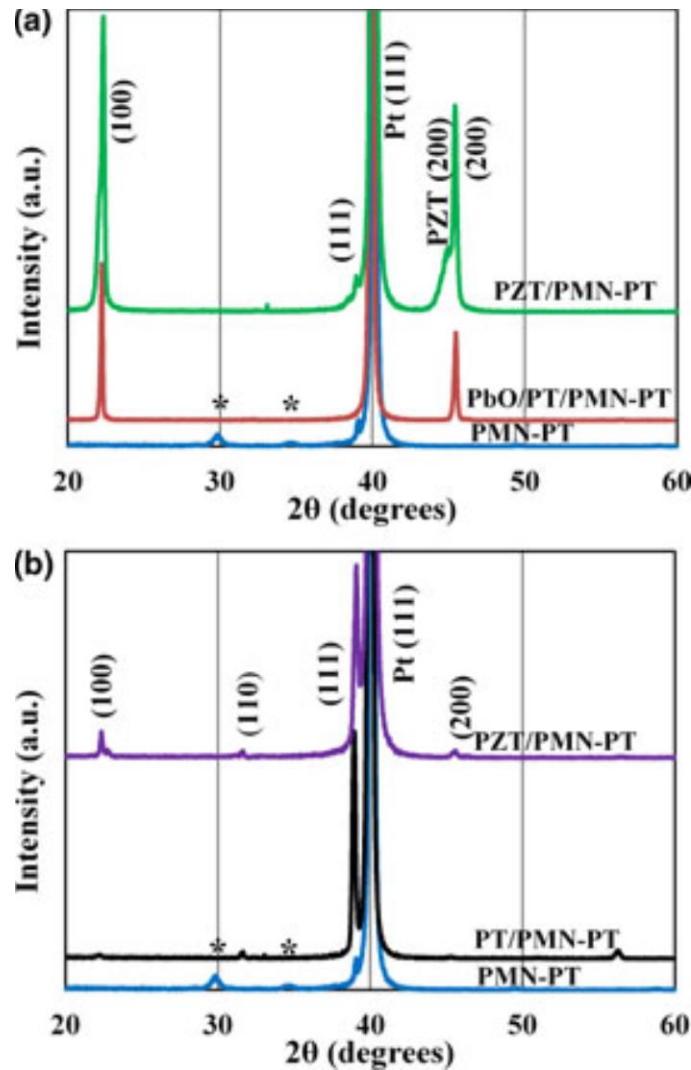 (a)
Intensity (a.u.)
(100)
(111)
Pt (111)
PZT (200)
(200)
PZT/PMN-PT
* *
PbO/PT/PMN-PT
PMN-PT
20 30 40 50 60
2θ (degrees)
(b)
Intensity (a.u.)
(100)
(110)
(111)
Pt (111)
(200)
PZT/PMN-PT
* *
PT/PMN-PT
PMN-PT
20 30 40 50 60
2θ (degrees)